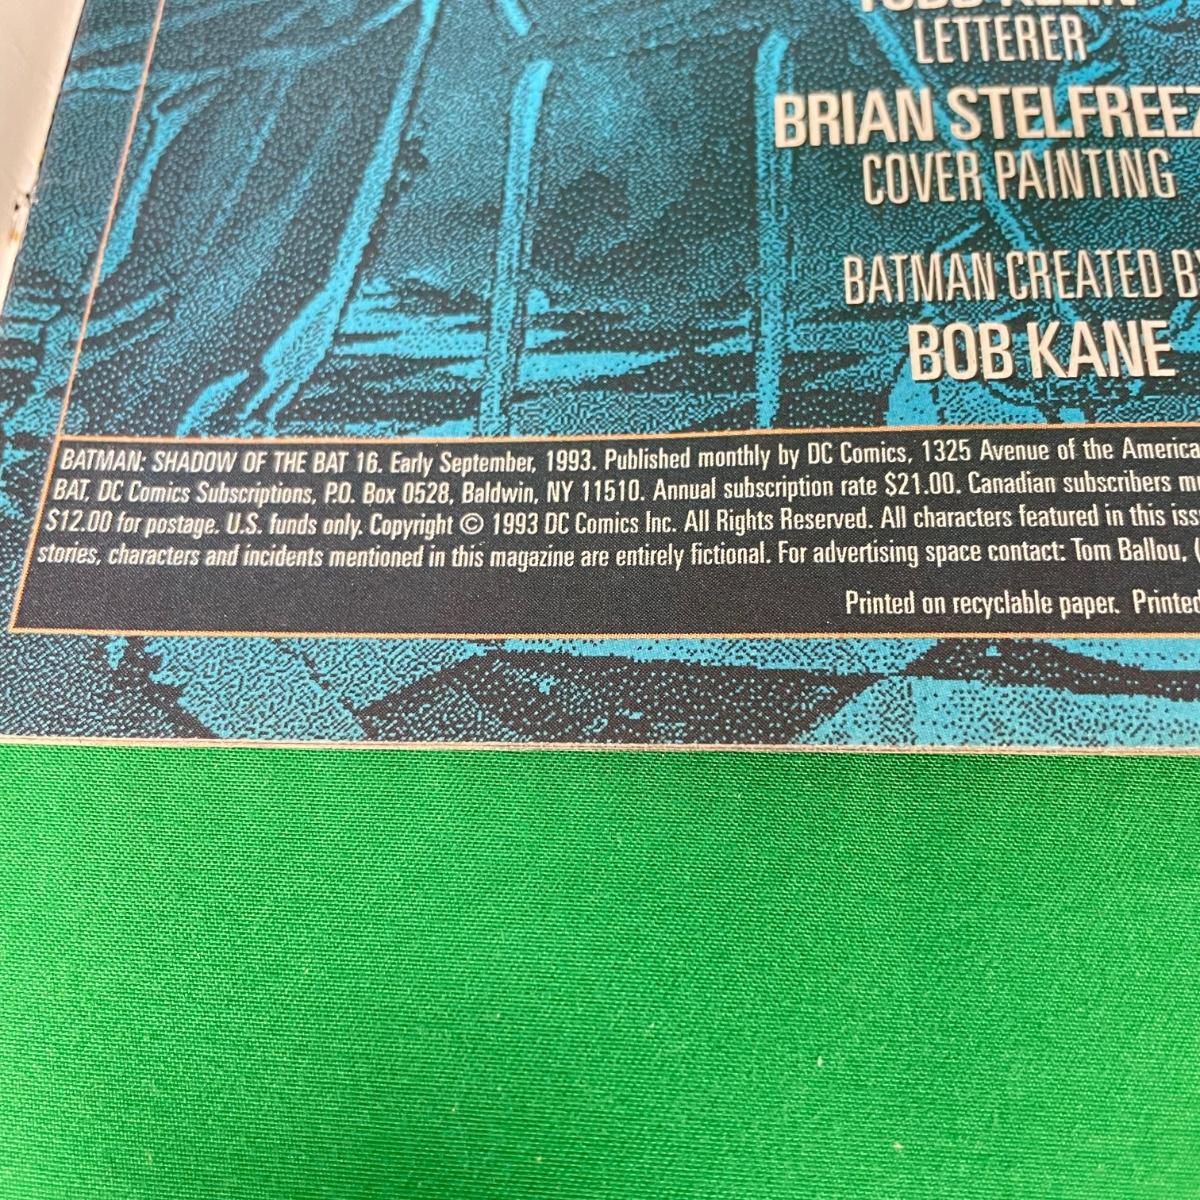 TODD KLEIN
LETTERER
BRIAN STELFREEZ
COVER PAINTING
BATMAN CREATED BY
BOB KANE
BATMAN: SHADOW OF THE BAT 16. Early September, 1993. Published monthly by DC Comics, 1325 Avenue of the America
BAT, DC Comics Subscriptions, P.O. Box 0528, Baldwin, NY 11510. Annual subscription rate $21.00. Canadian subscribers mu
$12.00 for postage. U.S. funds only. Copyright © 1993 DC Comics Inc. All Rights Reserved. All characters featured in this iss
stories, characters and incidents mentioned in this magazine are entirely fictional. For advertising space contact: Tom Ballou, (
Printed on recyclable paper. Printed